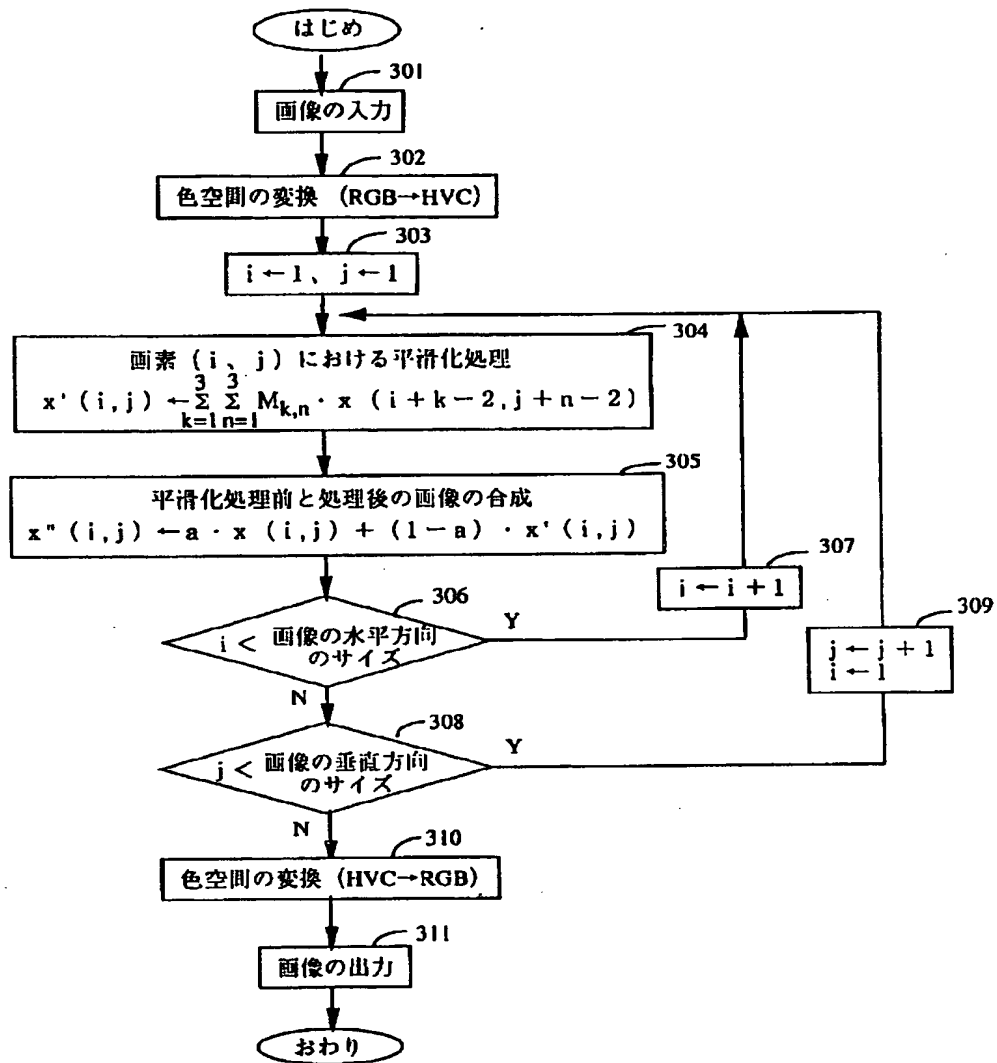 はじめ
301
画像の入力
302
色空間の変換 (RGB→HVC)
303
i ← 1 、 j ← 1
304
画素 (i、j) における平滑化処理
x' (i,j) ← Σ[k=1→3] Σ[n=1→3] M_{k,n} · x (i+k−2,j+n−2)
305
平滑化処理前と処理後の画像の合成
x" (i,j) ← a · x (i,j) + (1−a) · x' (i,j)
306
i < 画像の水平方向
のサイズ
Y
307
i ← i + 1
N
308
j < 画像の垂直方向
のサイズ
Y
309
j ← j + 1
i ← 1
N
310
色空間の変換 (HVC→RGB)
311
画像の出力
おわり